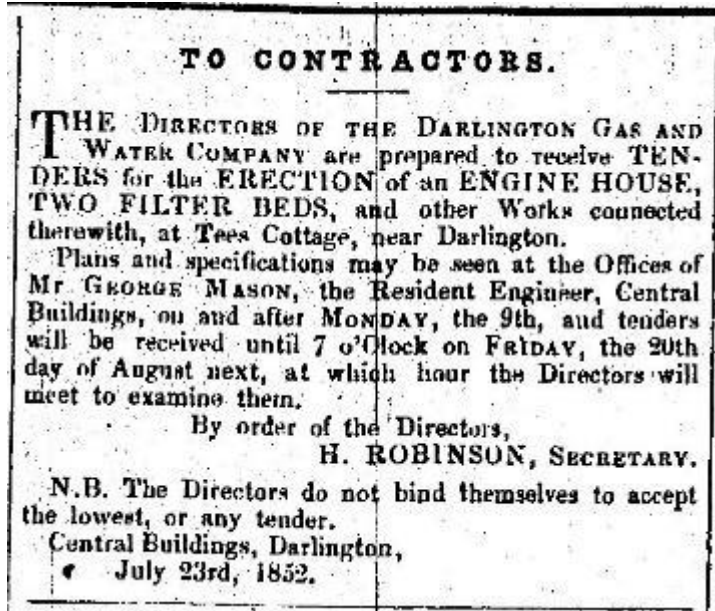 TO CONTRACTORS.
THE DIRECTORS OF THE DARLINGTON GAS AND
WATER COMPANY are prepared to receive TEN-
DERS for the ERECTION of an ENGINE HOUSE,
TWO FILTER BEDS, and other Works connected
therewith, at Tees Cottage, near Darlington.
Plans and specifications may be seen at the Offices of
Mr GEORGE MASON, the Resident Engineer, Central
Buildings, on and after MONDAY, the 9th, and tenders
will be received until 7 o'Clock on FRIDAY, the 20th
day of August next, at which hour the Directors will
meet to examine them.
By order of the Directors,
H. ROBINSON, SECRETARY.
N.B. The Directors do not bind themselves to accept
the lowest, or any tender.
Central Buildings, Darlington,
July 23rd, 1852.